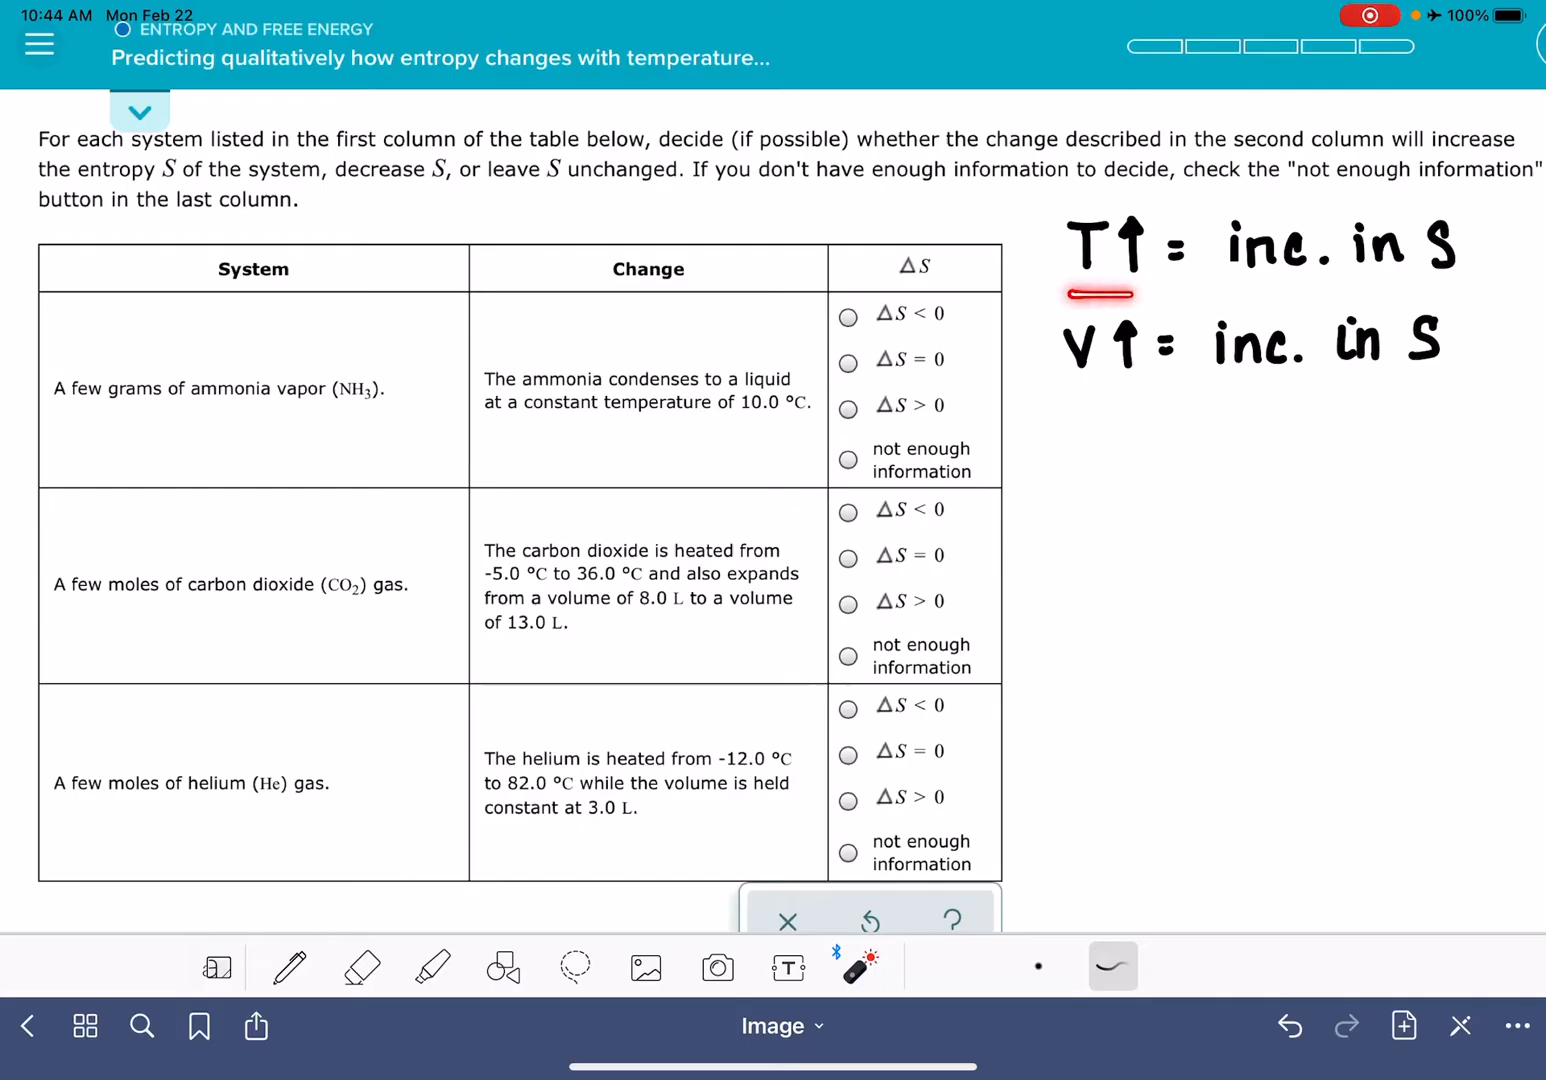 10:44 AM Mon Feb 22
100%
ENTROPY AND FREE ENERGY
Predicting qualitatively how entropy changes with temperature...
For each system listed in the first column of the table below, decide (if possible) whether the change described in the second column will increase
the entropy S of the system, decrease S, or leave S unchanged. If you don't have enough information to decide, check the "not enough information"
button in the last column.
T↑ = inc. in S
V↑ = inc. in S
System
Change
ΔS
A few grams of ammonia vapor (NH₃).
The ammonia condenses to a liquid
at a constant temperature of 10.0 °C.
ΔS < 0
ΔS = 0
ΔS > 0
not enough
information
A few moles of carbon dioxide (CO₂) gas.
The carbon dioxide is heated from
-5.0 °C to 36.0 °C and also expands
from a volume of 8.0 L to a volume
of 13.0 L.
ΔS < 0
ΔS = 0
ΔS > 0
not enough
information
A few moles of helium (He) gas.
The helium is heated from -12.0 °C
to 82.0 °C while the volume is held
constant at 3.0 L.
ΔS < 0
ΔS = 0
ΔS > 0
not enough
information
?
a
T
Image